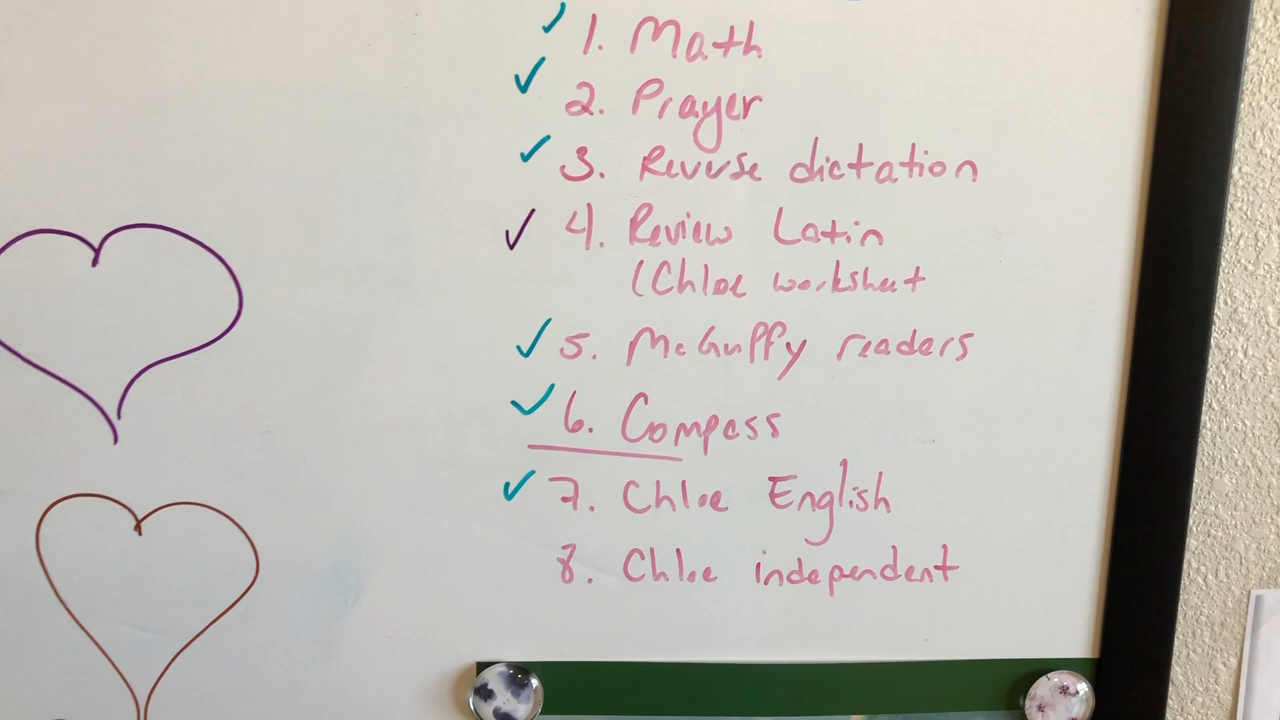 ✓ 1. Math
✓ 2. Prayer
✓ 3. Reverse dictation
✓ 4. Review Latin
(Chloe worksheet
✓ 5. McGuffy readers
✓ 6. Compass
✓ 7. Chloe English
8. Chloe independent